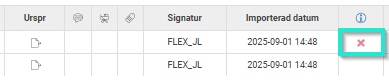 Urspr Signatur Importerad datum
FLEX_JL 2025-09-01 14:48
FLEX_JL 2025-09-01 14:48